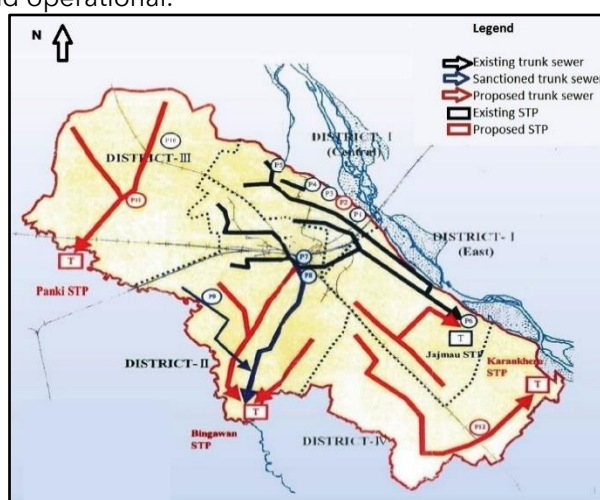 d operational.
N
Legend
Existing trunk sewer
Sanctioned trunk sewer
Proposed trunk sewer
Existing STP
Proposed STP
DISTRICT- I
(Central)
P10
DISTRICT-III
P5
P4
P3
P2
P1
P11
DISTRICT- I
(East)
T
Panki STP
P7
P8
P9
P6
T
Jajmau STP
Karankhera
STP
T
DISTRICT- II
T
Bingawan
STP
P12
DISTRICT-IV